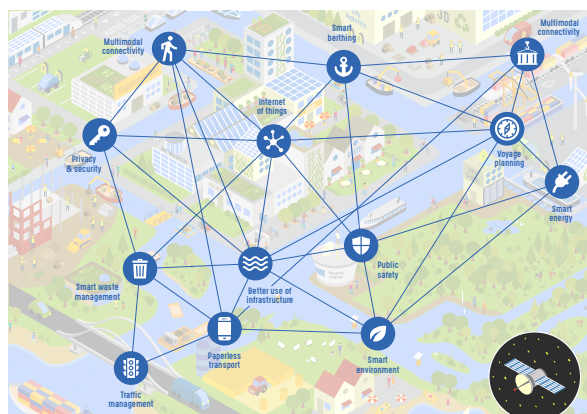 Multimodal
connectivity
Smart
berthing
Multimodal
connectivity
Internet
of things
Privacy
& security
Voyage
planning
Smart
energy
Public
safety
Smart waste
management
Better use of
infrastructure
Paperless
transport
Smart
environment
Traffic
management